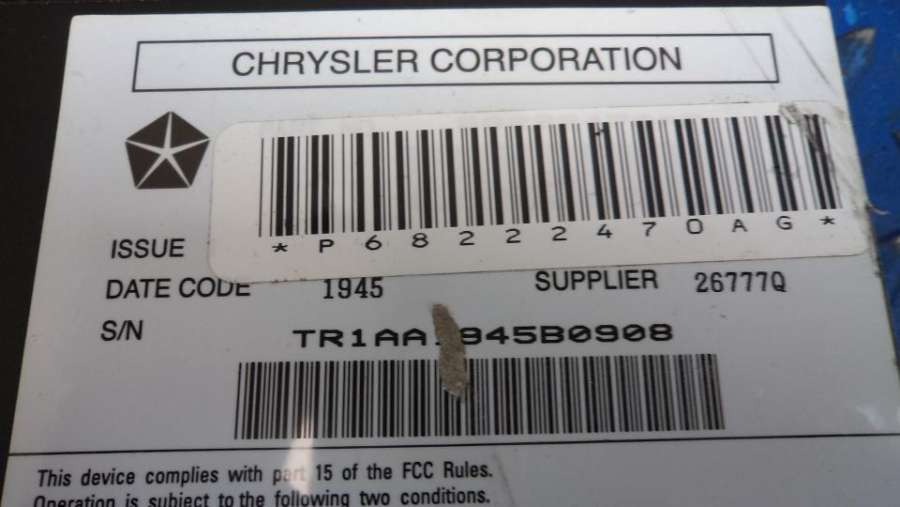 CHRYSLER CORPORATION
*P68222470AG*
ISSUE
DATE CODE 1945 SUPPLIER 26777Q
S/N TR1AA1945B0908
This device complies with part 15 of the FCC Rules.
Operation is subject to the following two conditions.